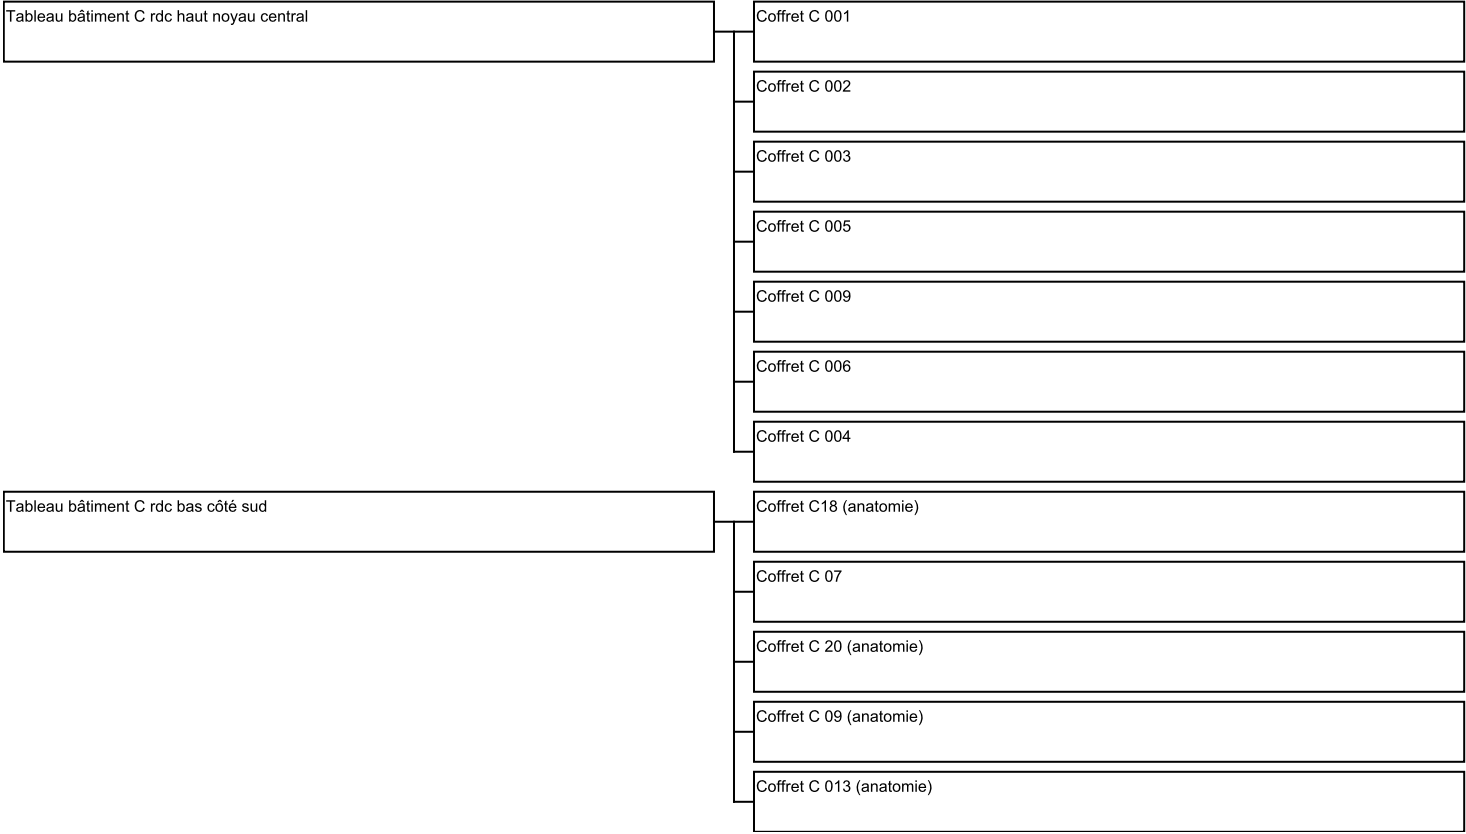 Tableau bâtiment C rdc haut noyau central
Coffret C 001
Coffret C 002
Coffret C 003
Coffret C 005
Coffret C 009
Coffret C 006
Coffret C 004
Tableau bâtiment C rdc bas côté sud
Coffret C18 (anatomie)
Coffret C 07
Coffret C 20 (anatomie)
Coffret C 09 (anatomie)
Coffret C 013 (anatomie)